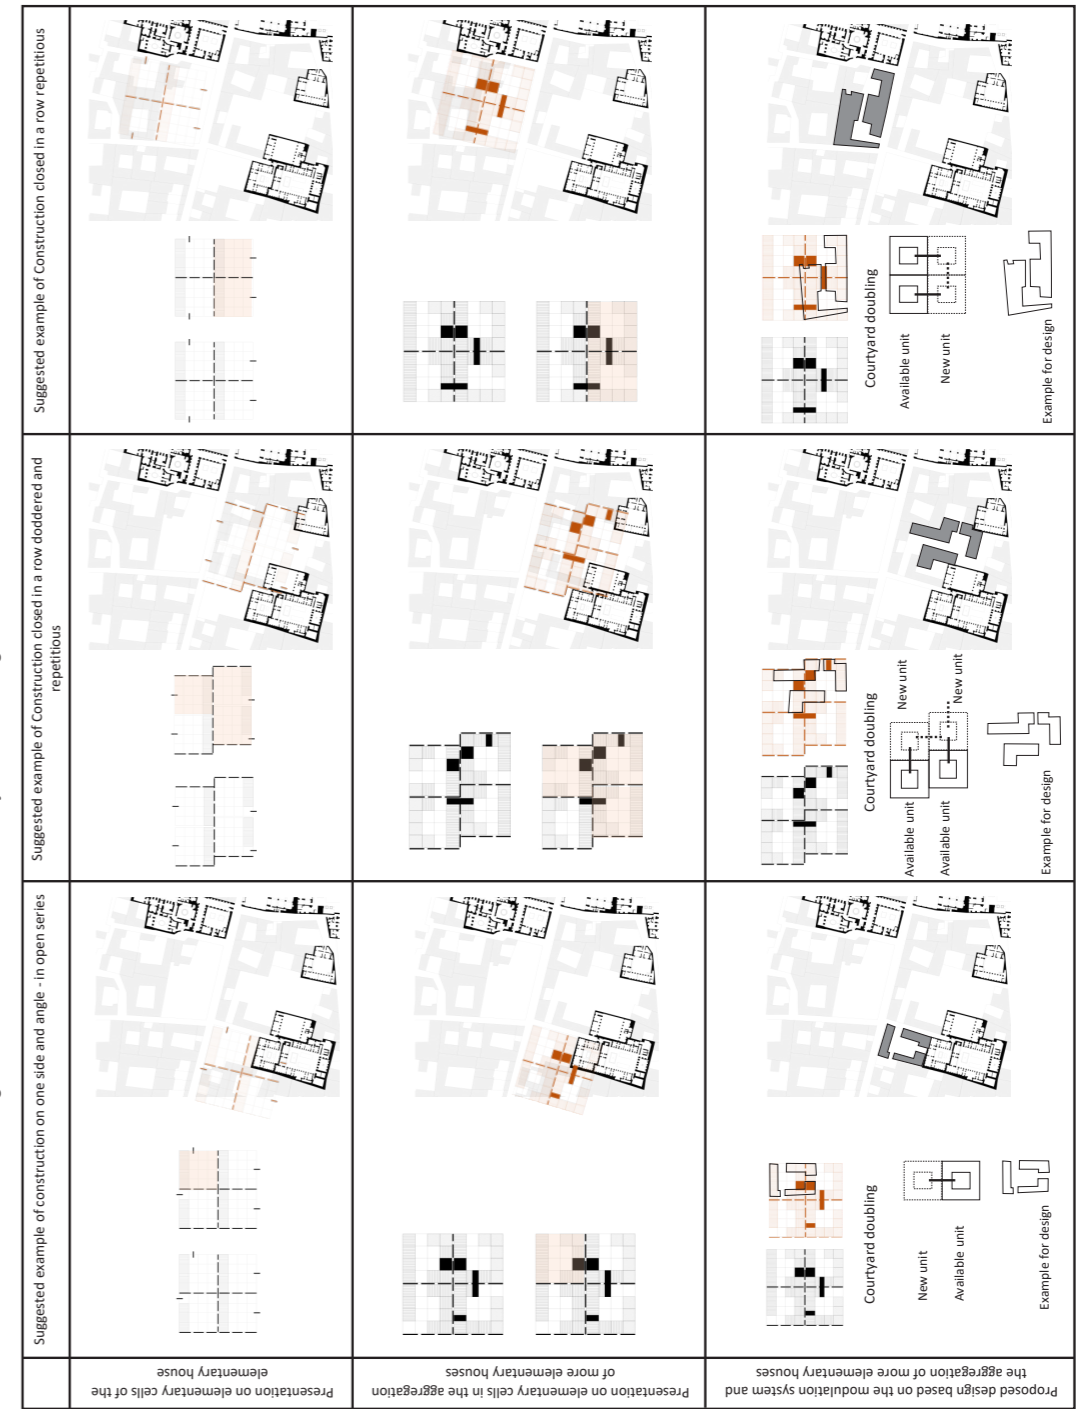 Suggested example of construction on one side and angle - in open series
Suggested example of Construction closed in a row doddered and
repetitious
Suggested example of Construction closed in a row repetitious
Presentation on elementary cells of the
elementary house
Presentation on elementary cells in the aggregation
of more elementary houses
Proposed design based on the modulation system and
the aggregation of more elementary houses
Courtyard doubling
New unit
Available unit
Example for design
Courtyard doubling
Available unit
Available unit
New unit
New unit
Example for design
Courtyard doubling
Available unit
New unit
Example for design